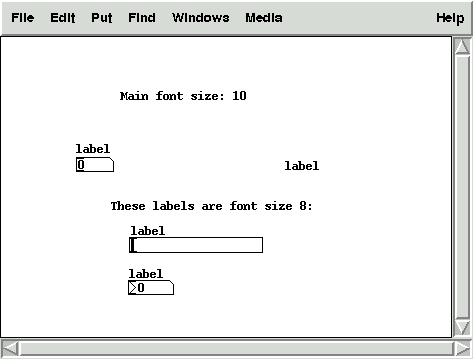 File Edit Put Find Windows Media Help
Main font size: 10
label
0
label
These labels are font size 8:
label
label
0